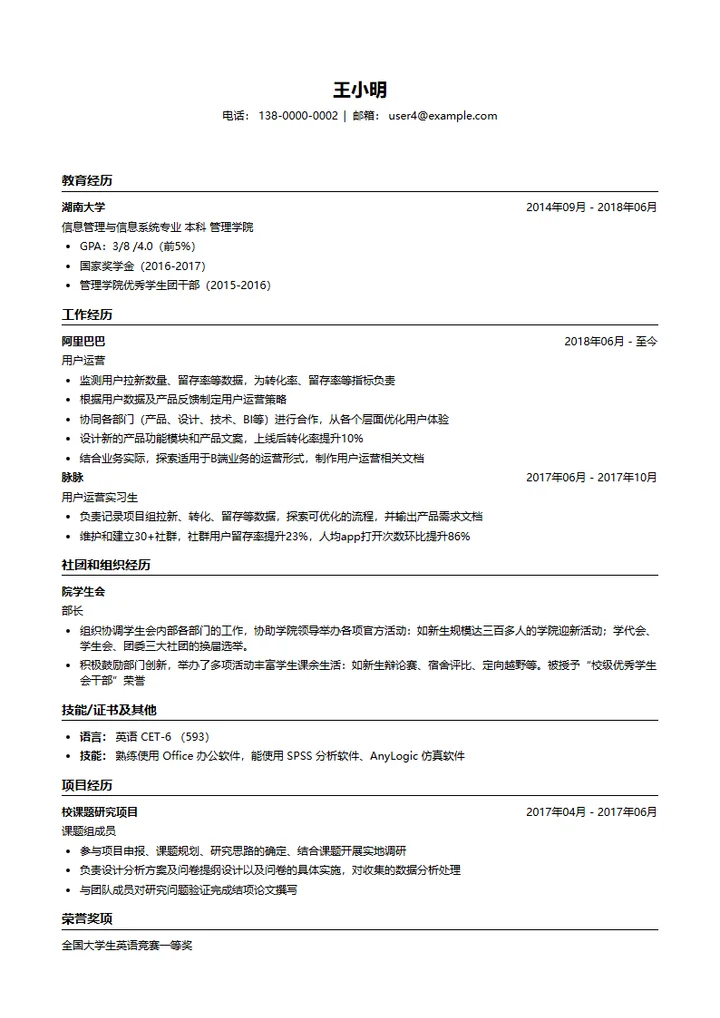 王小明
电话： 138-0000-0002 | 邮箱： user4@example.com
教育经历
湖南大学 2014年09月 - 2018年06月
信息管理与信息系统专业 本科 管理学院
• GPA：3/8 /4.0（前5%）
• 国家奖学金（2016-2017）
• 管理学院优秀学生团干部（2015-2016）
工作经历
阿里巴巴 2018年06月 - 至今
用户运营
• 监测用户拉新数量、留存率等数据，为转化率、留存率等指标负责
• 根据用户数据及产品反馈制定用户运营策略
• 协同各部门（产品、设计、技术、BI等）进行合作，从各个层面优化用户体验
• 设计新的产品功能模块和产品文案，上线后转化率提升10%
• 结合业务实际，探索适用于B端业务的运营形式，制作用户运营相关文档
脉脉 2017年06月 - 2017年10月
用户运营实习生
• 负责记录项目组拉新、转化、留存等数据，探索可优化的流程，并输出产品需求文档
• 维护和建立30+社群，社群用户留存率提升23%，人均app打开次数环比提升86%
社团和组织经历
院学生会
部长
• 组织协调学生会内部各部门的工作，协助学院领导举办各项官方活动：如新生规模达三百多人的学院迎新活动；学代会、
学生会、团委三大社团的换届选举。
• 积极鼓励部门创新，举办了多项活动丰富学生课余生活：如新生辩论赛、宿舍评比、定向越野等。被授予“校级优秀学生
会干部”荣誉
技能/证书及其他
• 语言： 英语 CET-6 （593）
• 技能： 熟练使用 Office 办公软件，能使用 SPSS 分析软件、AnyLogic 仿真软件
项目经历
校课题研究项目 2017年04月 - 2017年06月
课题组成员
• 参与项目申报、课题规划、研究思路的确定、结合课题开展实地调研
• 负责设计分析方案及问卷提纲设计以及问卷的具体实施，对收集的数据分析处理
• 与团队成员对研究问题验证完成结项论文撰写
荣誉奖项
全国大学生英语竞赛一等奖